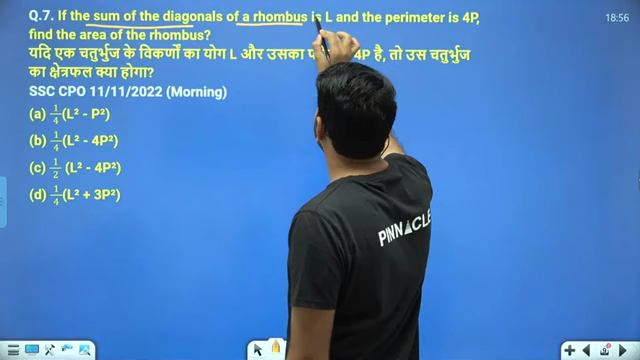 Q.7. If the sum of the diagonals of a rhombus is L and the perimeter is 4P,
find the area of the rhombus?
यदि एक चतुर्भुज के विकर्णों का योग L और उसका 4P है, तो उस चतुर्भुज
का क्षेत्रफल क्या होगा?
SSC CPO 11/11/2022 (Morning)
(a) 1/4(L² - P²)
(b) 1/4(L² - 4P²)
(c) 1/2 (L² - 4P²)
(d) 1/4(L² + 3P²)
18:56
PINNACLE